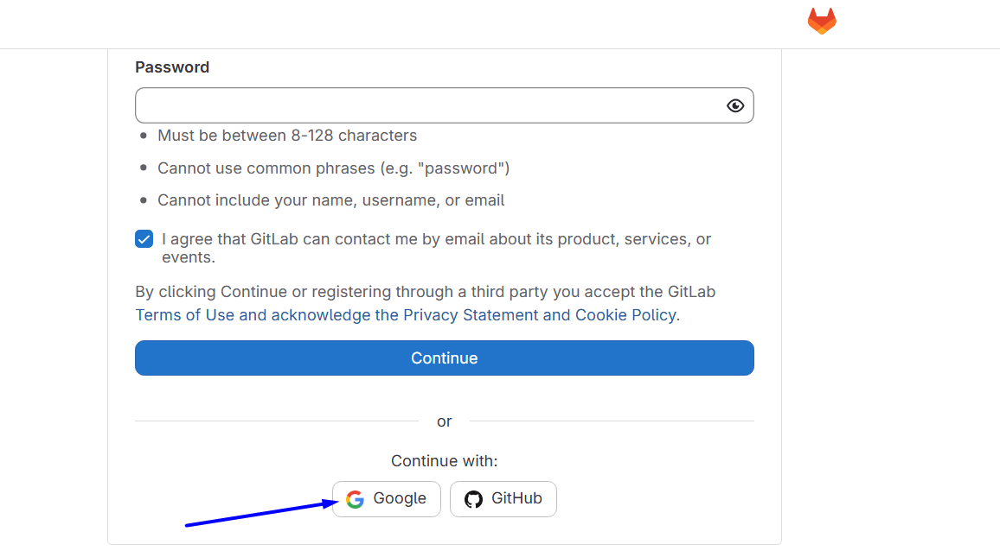 Password
Must be between 8-128 characters
Cannot use common phrases (e.g. "password")
Cannot include your name, username, or email
I agree that GitLab can contact me by email about its product, services, or
events.
By clicking Continue or registering through a third party you accept the GitLab
Terms of Use and acknowledge the Privacy Statement and Cookie Policy.
Continue
or
Continue with:
Google
GitHub